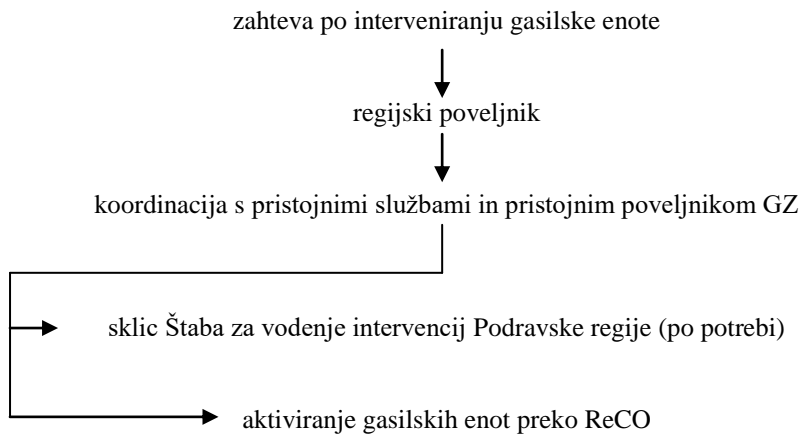 zahteva po interveniranju gasilske enote
regijski poveljnik
koordinacija s pristojnimi službami in pristojnim poveljnikom GZ
sklic Štaba za vodenje intervencij Podravske regije (po potrebi)
aktiviranje gasilskih enot preko ReCO